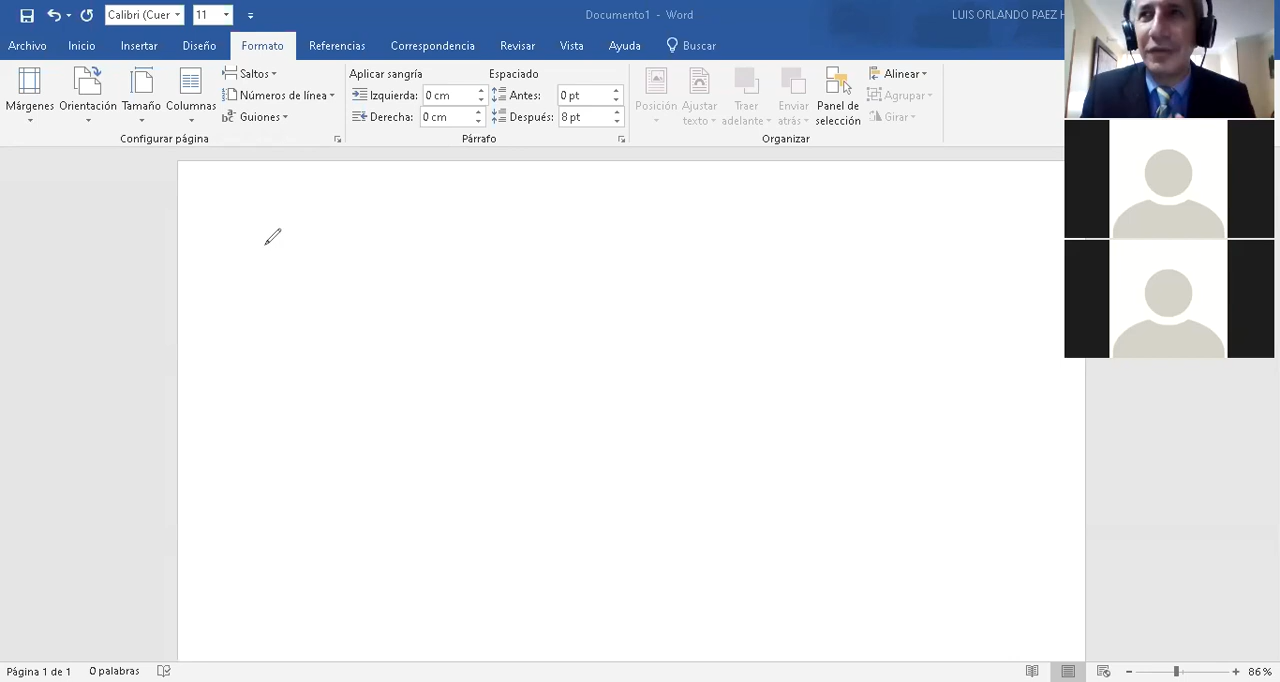 Calibri (Cuer 11 Documento1 - Word LUIS ORLANDO PAEZ H
Archivo Inicio Insertar Diseño Formato Referencias Correspondencia Revisar Vista Ayuda Buscar
Márgenes Orientación Tamaño Columnas
Saltos
Números de línea
Guiones
Configurar página
Aplicar sangría Espaciado
Izquierda: 0 cm Antes: 0 pt
Derecha: 0 cm Después: 8 pt
Párrafo
Posición Ajustar texto Traer adelante Enviar atrás Panel de selección
Alinear
Agrupar
Girar
Organizar
Página 1 de 1 0 palabras 86%